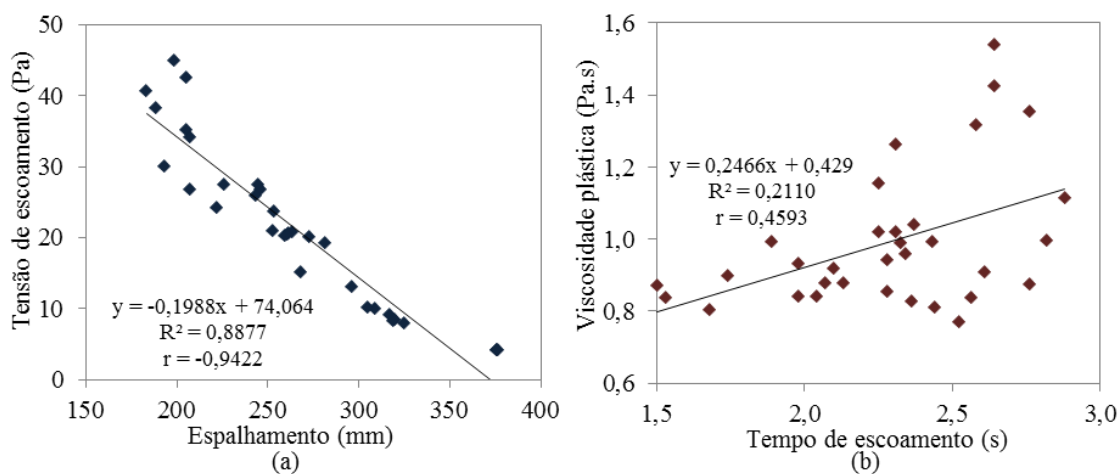 Tensão de escoamento (Pa)
50
40
30
20
10
0
y = -0,1988x + 74,064
R² = 0,8877
r = -0,9422
150 200 250 300 350 400
Espalhamento (mm)
(a)
Viscosidade plástica (Pa.s)
1,6
1,4
1,2
1,0
0,8
0,6
y = 0,2466x + 0,429
R² = 0,2110
r = 0,4593
1,5 2,0 2,5 3,0
Tempo de escoamento (s)
(b)